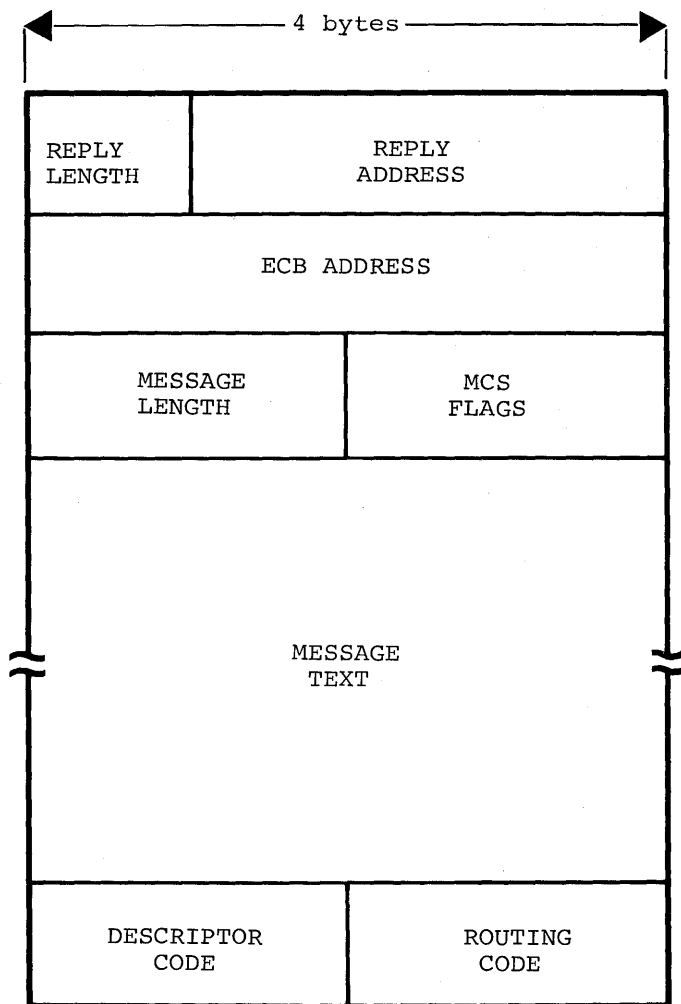 4 bytes
REPLY
LENGTH
REPLY
ADDRESS
ECB ADDRESS
MESSAGE
LENGTH
MCS
FLAGS
MESSAGE
TEXT
DESCRIPTOR
CODE
ROUTING
CODE